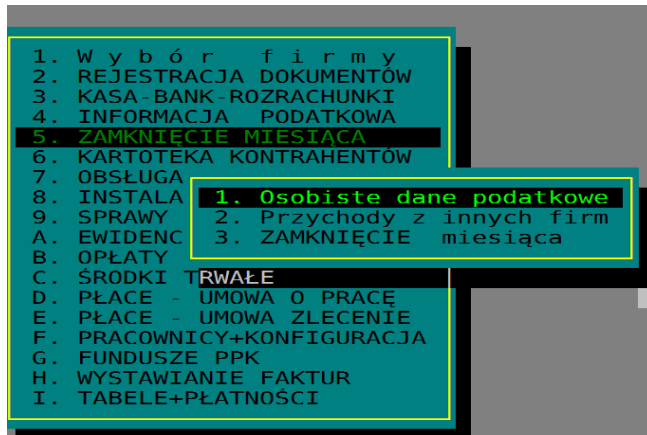 1. W y b ó r f i r m y
2. REJESTRACJA DOKUMENTÓW
3. KASA-BANK-ROZRACHUNKI
4. INFORMACJA PODATKOWA
5. ZAMKNIĘCIE MIESIĄCA
6. KARTOTEKA KONTRAHENTÓW
7. OBSŁUGA
8. INSTALA
9. SPRAWY
A. EWIDENC
B. OPŁATY
C. ŚRODKI TRWAŁE
D. PŁACE - UMOWA O PRACĘ
E. PŁACE - UMOWA ZLECENIE
F. PRACOWNICY+KONFIGURACJA
G. FUNDUSZE PPK
H. WYSTAWIANIE FAKTUR
I. TABELE+PŁATNOŚCI
1. Osobiste dane podatkowe
2. Przychody z innych firm
3. ZAMKNIĘCIE miesiąca